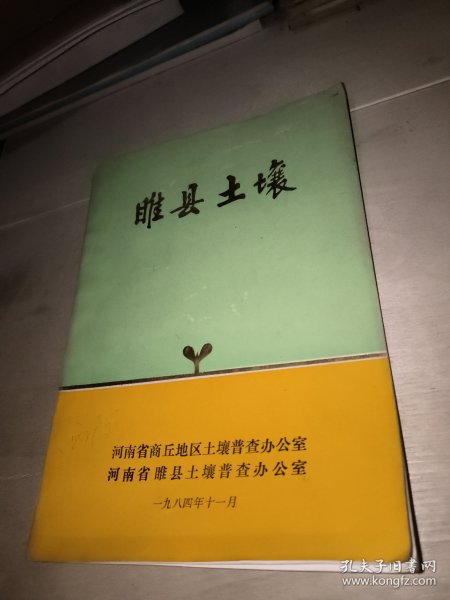 睢县土壤
河南省商丘地区土壤普查办公室
河南省睢县土壤普查办公室
一九八四年十一月
孔夫子旧书网
www.kongfz.com